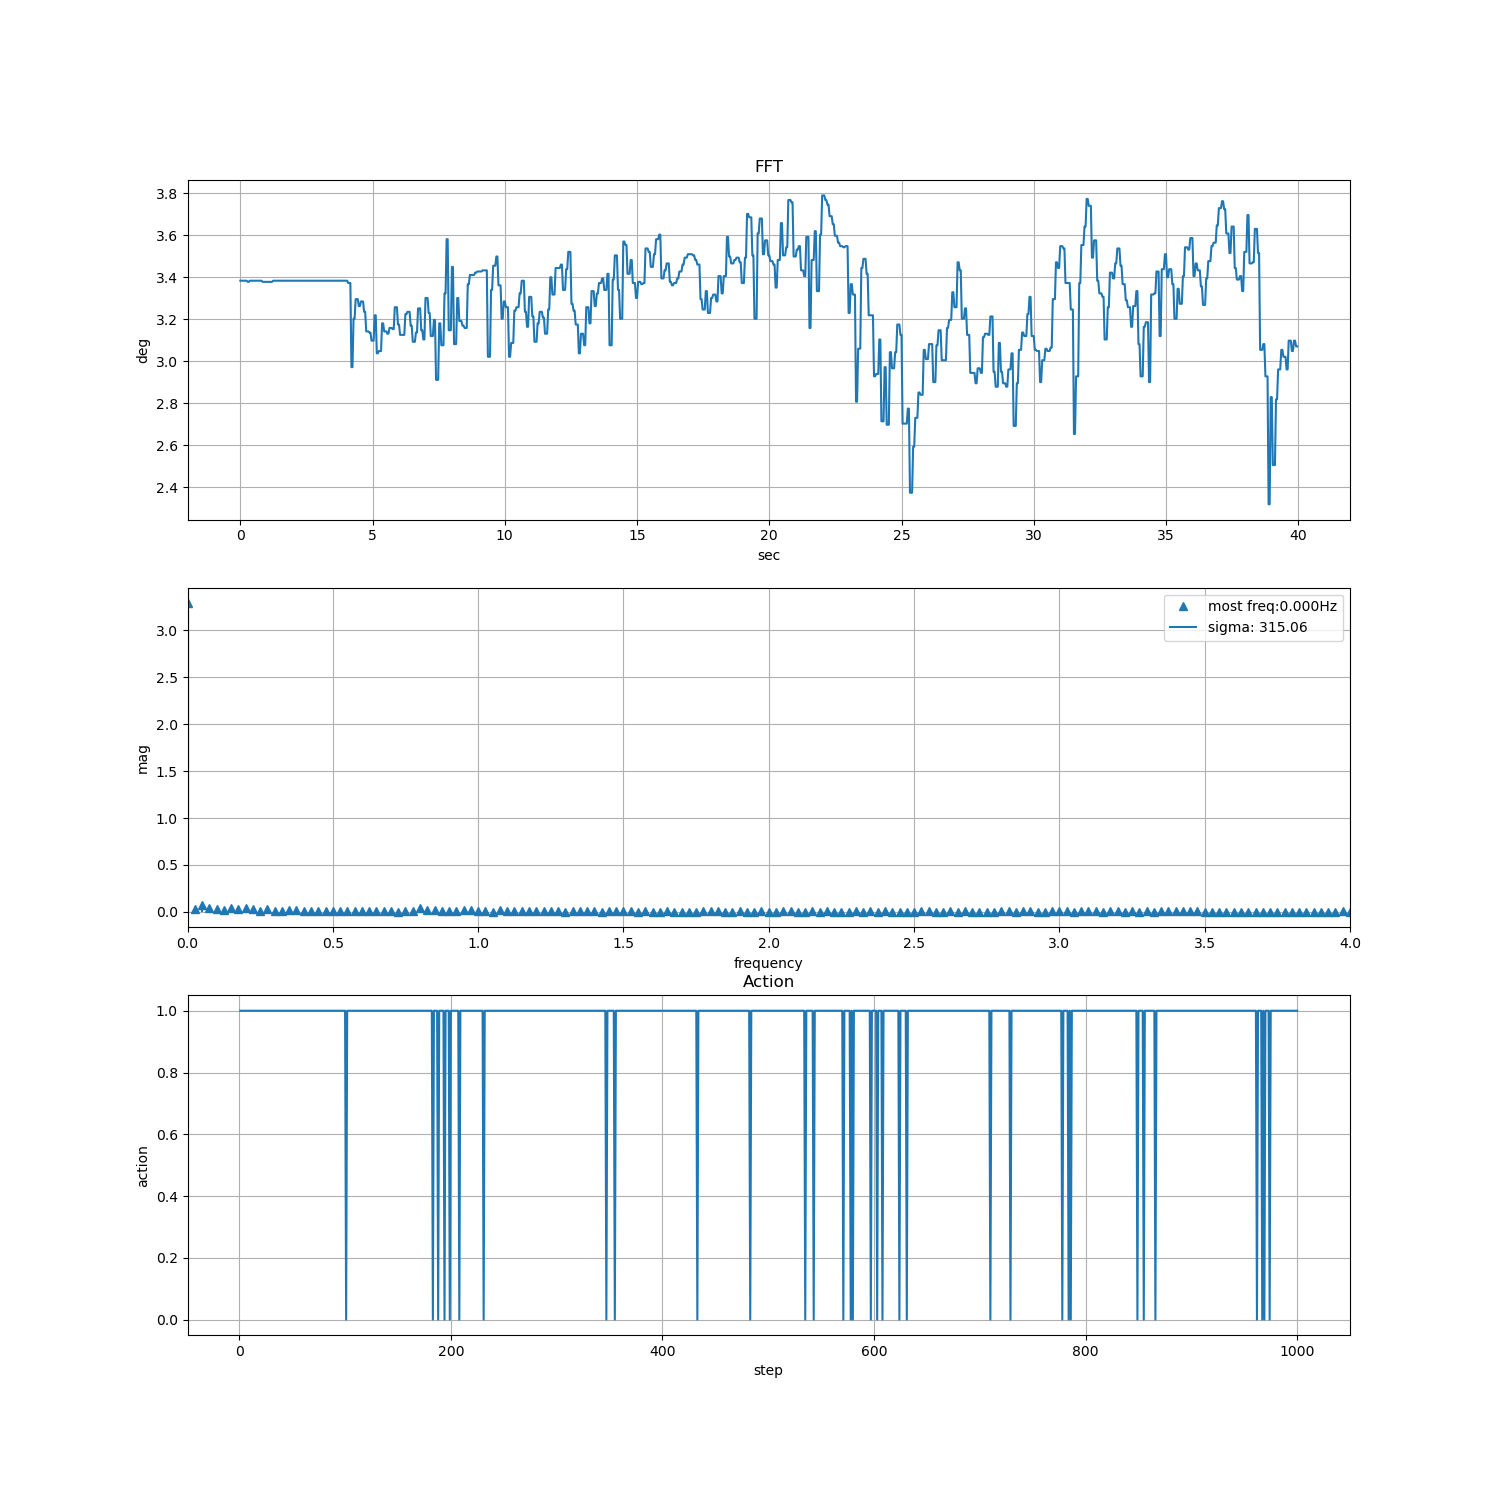 FFT
3.8
3.6
3.4
3.2
3.0
2.8
2.6
2.4
deg
0 5 10 15 20 25 30 35 40
sec
most freq:0.000Hz
sigma: 315.06
3.0
2.5
2.0
1.5
1.0
0.5
0.0
mag
0.0 0.5 1.0 1.5 2.0 2.5 3.0 3.5 4.0
frequency
Action
1.0
0.8
0.6
0.4
0.2
0.0
action
0 200 400 600 800 1000
step